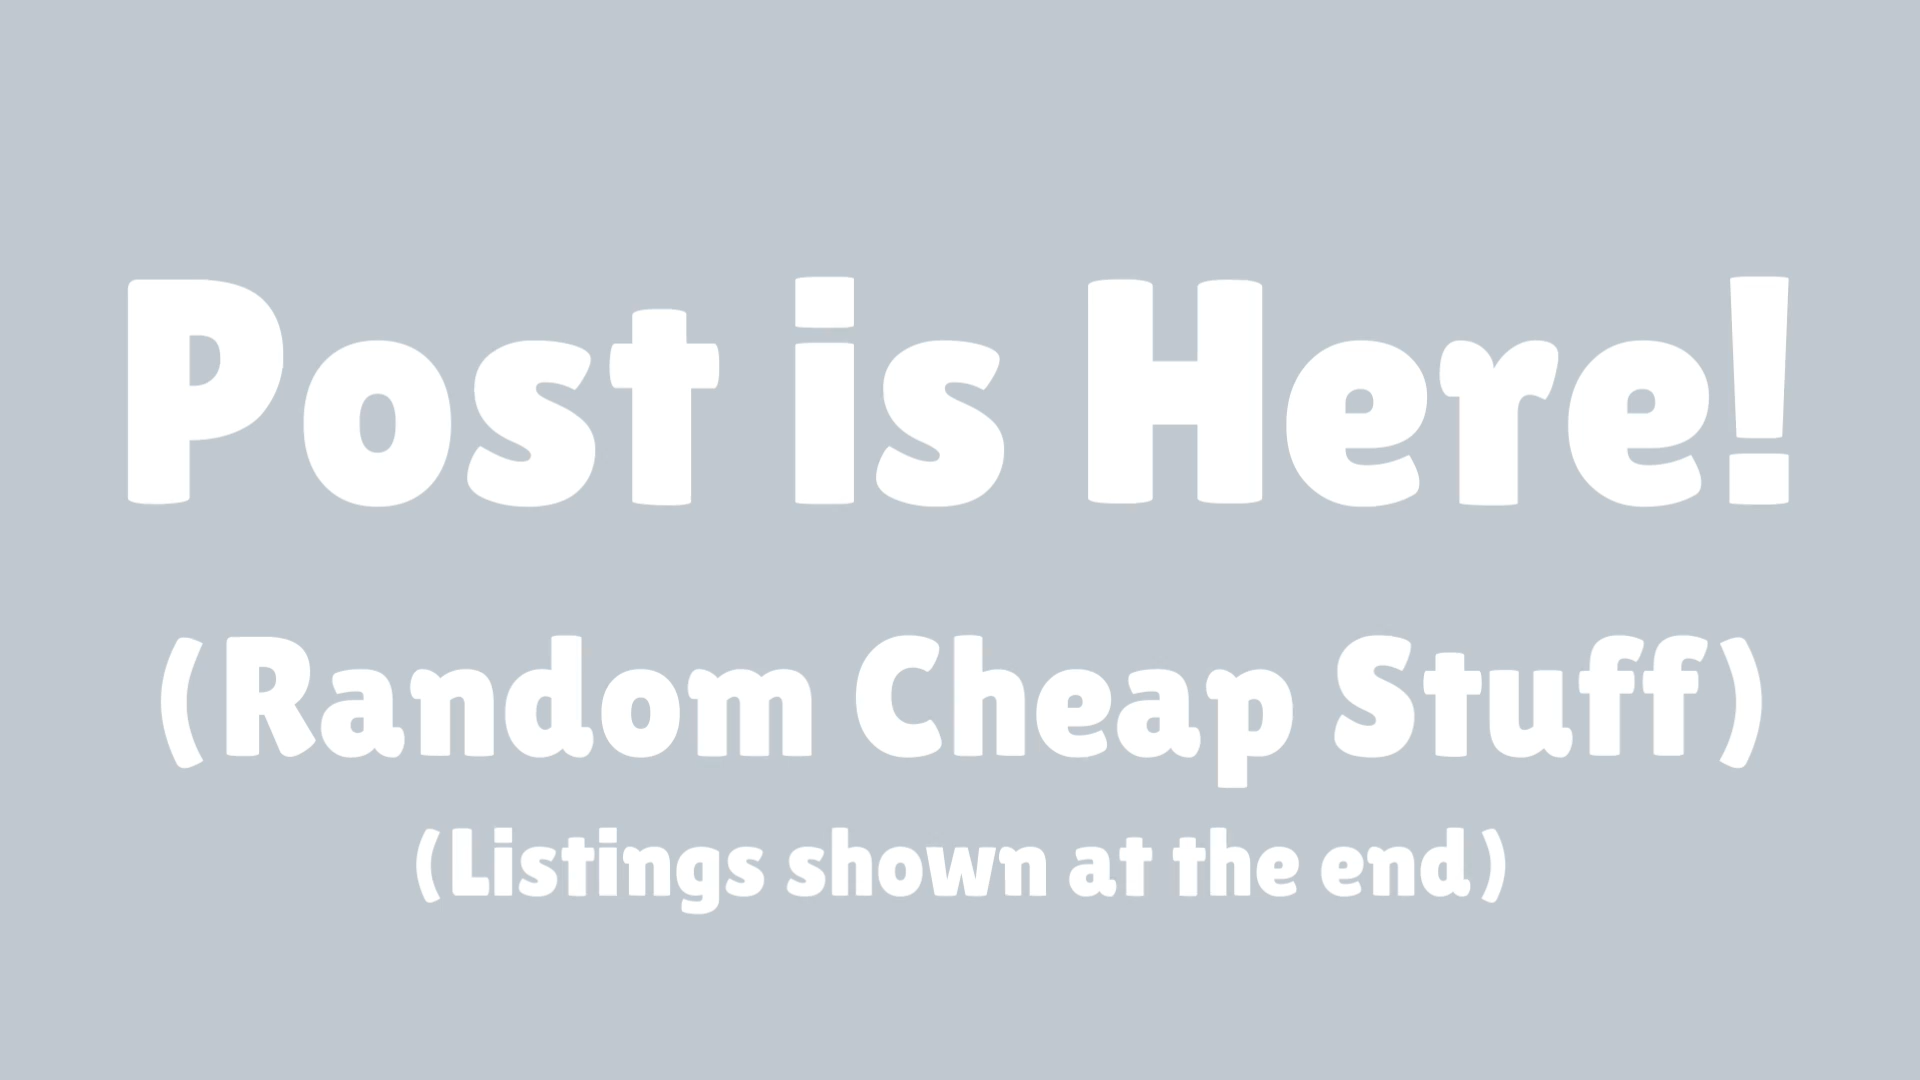 Post is Here!
(Random Cheap Stuff)
(Listings shown at the end)